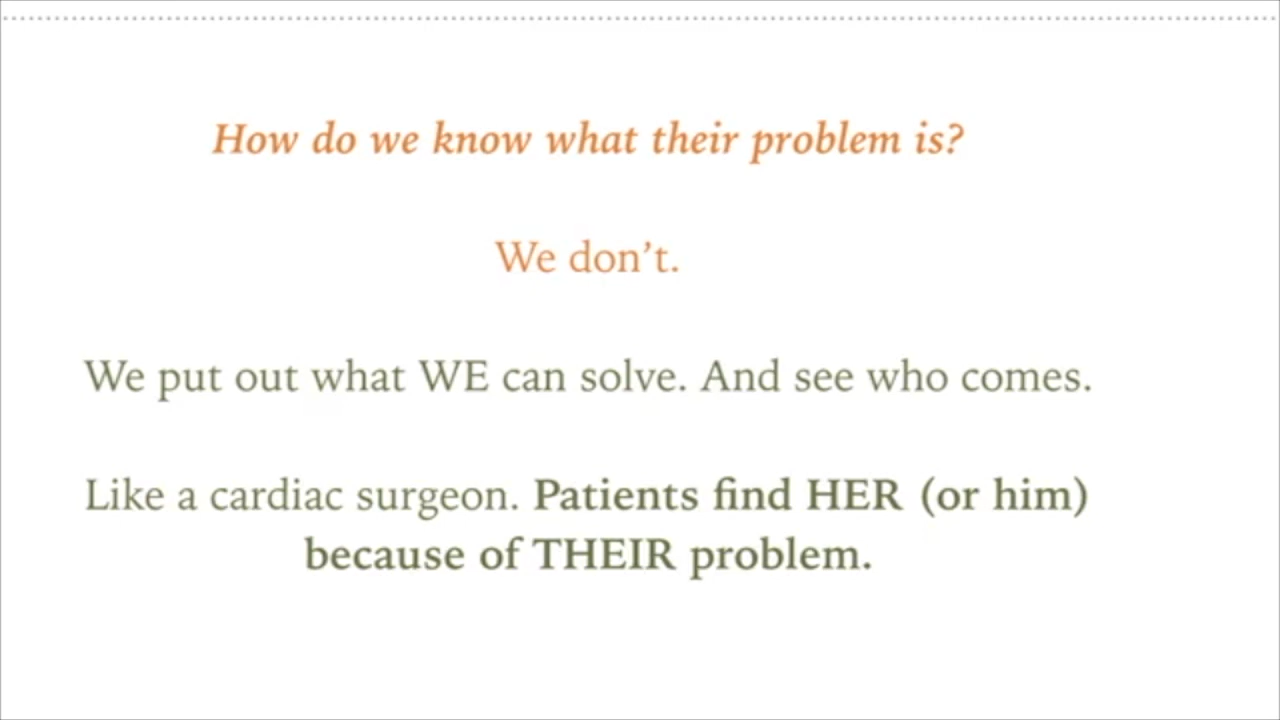 How do we know what their problem is?
We don’t.
We put out what WE can solve. And see who comes.
Like a cardiac surgeon. Patients find HER (or him)
because of THEIR problem.